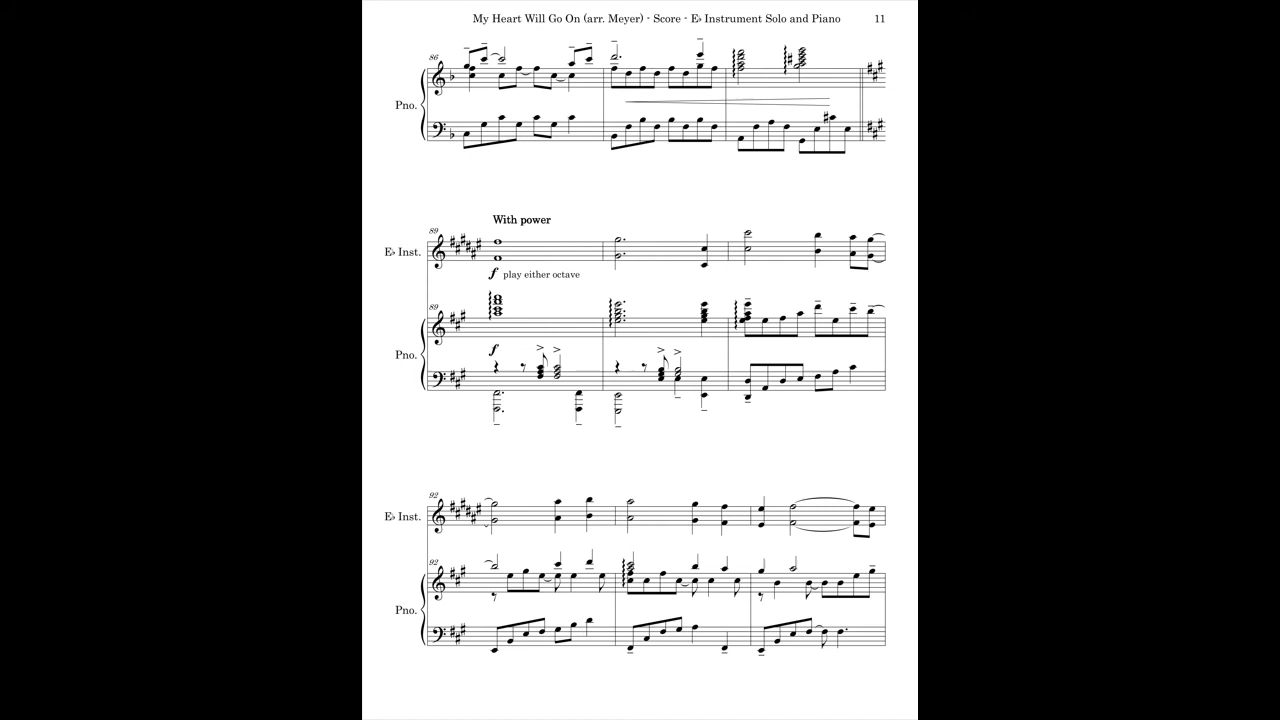 My Heart Will Go On (arr. Meyer) - Score - E♭ Instrument Solo and Piano 11
86
Pno.
With power
89
E♭ Inst.
f play either octave
89
f
Pno.
92
E♭ Inst.
92
Pno.